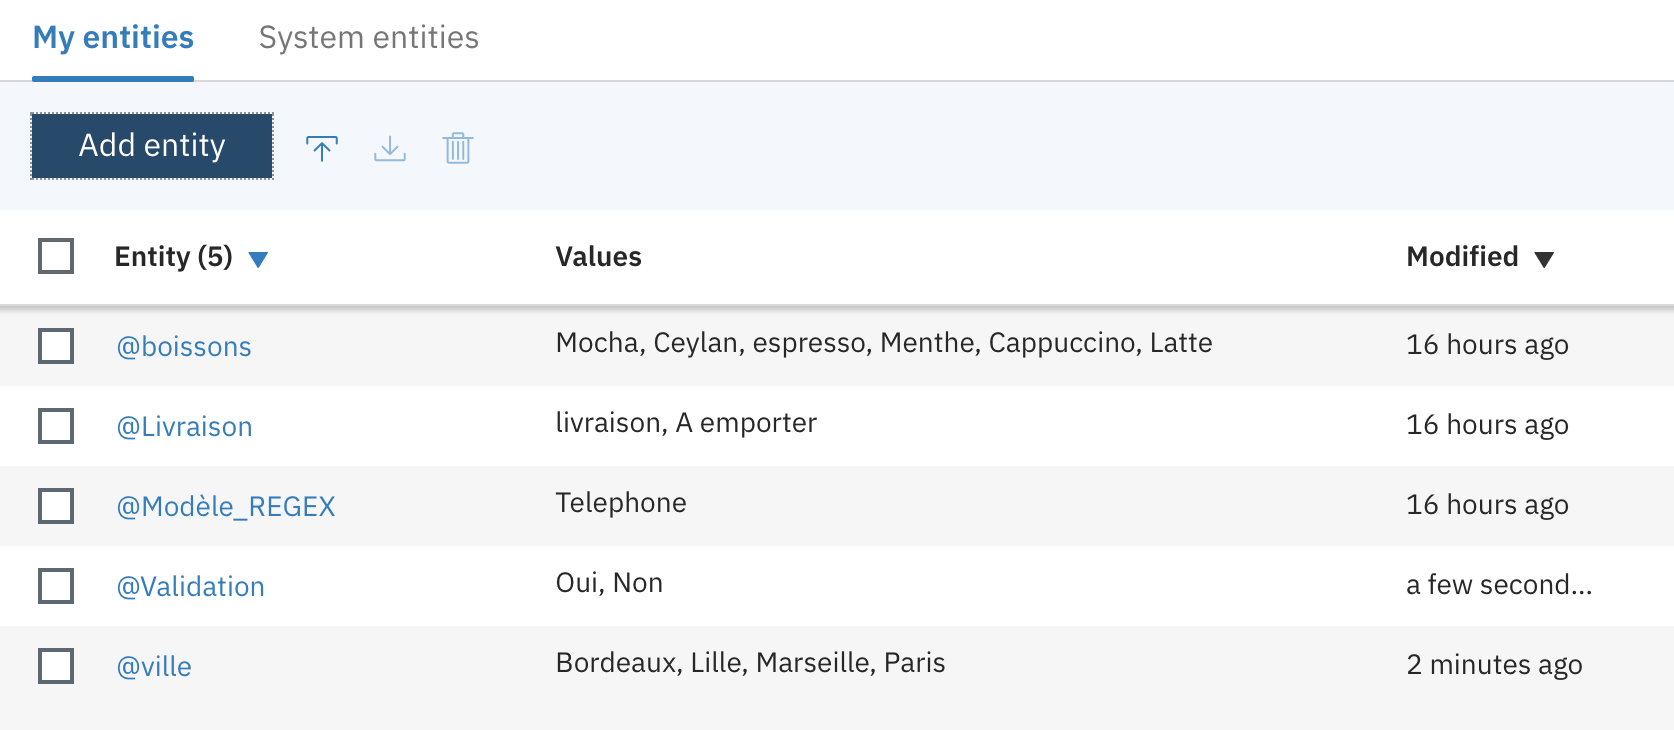 My entities System entities
Add entity
Entity (5) Values Modified
@boissons Mocha, Ceylan, espresso, Menthe, Cappuccino, Latte 16 hours ago
@Livraison livraison, A emporter 16 hours ago
@Modèle_REGEX Telephone 16 hours ago
@Validation Oui, Non a few second...
@ville Bordeaux, Lille, Marseille, Paris 2 minutes ago